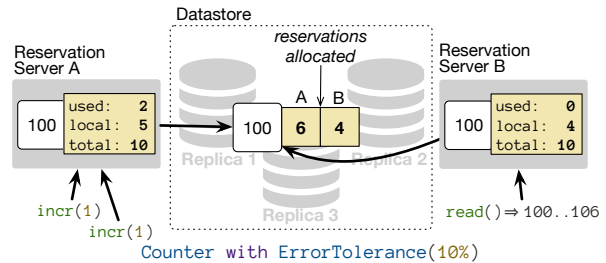 Datastore
Reservation
Server A
100
used: 2
local: 5
total: 10
incr(1)
incr(1)
reservations
allocated
A B
100 6 4
Replica 1
Replica 2
Replica 3
Reservation
Server B
100
used: 0
local: 4
total: 10
read()⇒100..106
Counter with ErrorTolerance(10%)